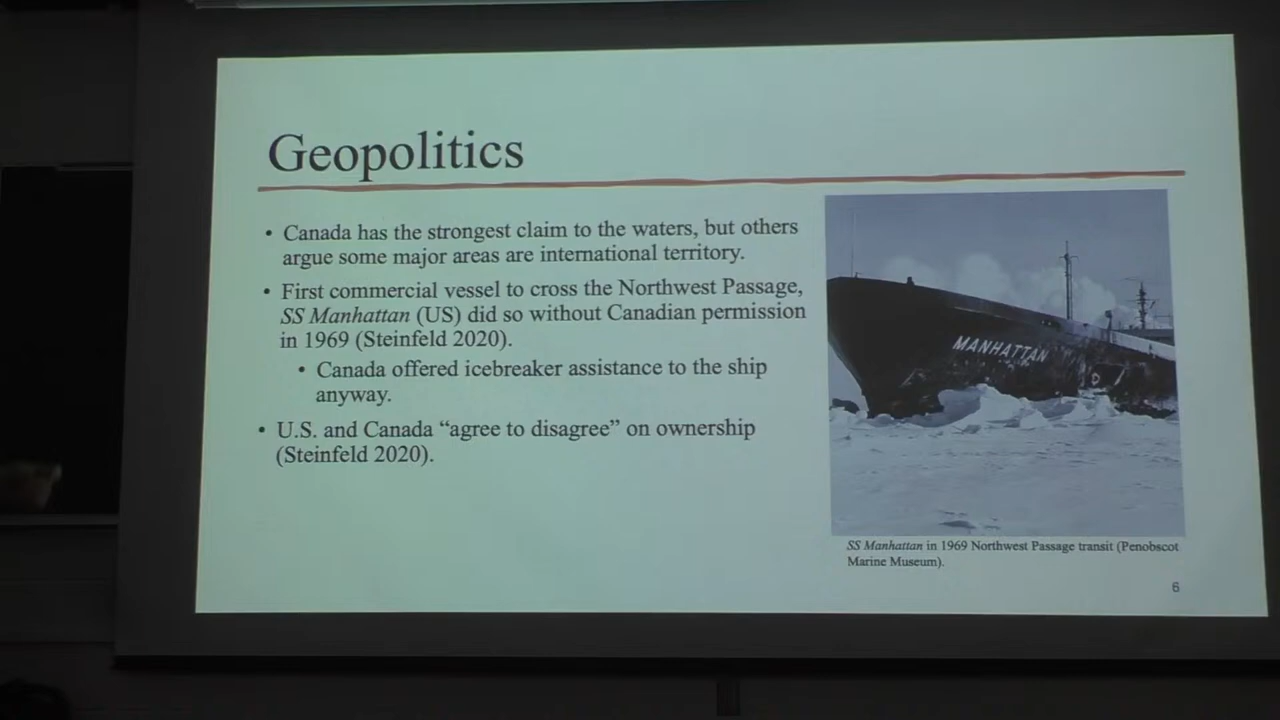 Geopolitics
• Canada has the strongest claim to the waters, but others
argue some major areas are international territory.
• First commercial vessel to cross the Northwest Passage,
SS Manhattan (US) did so without Canadian permission
in 1969 (Steinfeld 2020).
• Canada offered icebreaker assistance to the ship
anyway.
• U.S. and Canada “agree to disagree” on ownership
(Steinfeld 2020).
MANHATTAN
SS Manhattan in 1969 Northwest Passage transit (Penobscot
Marine Museum).
6